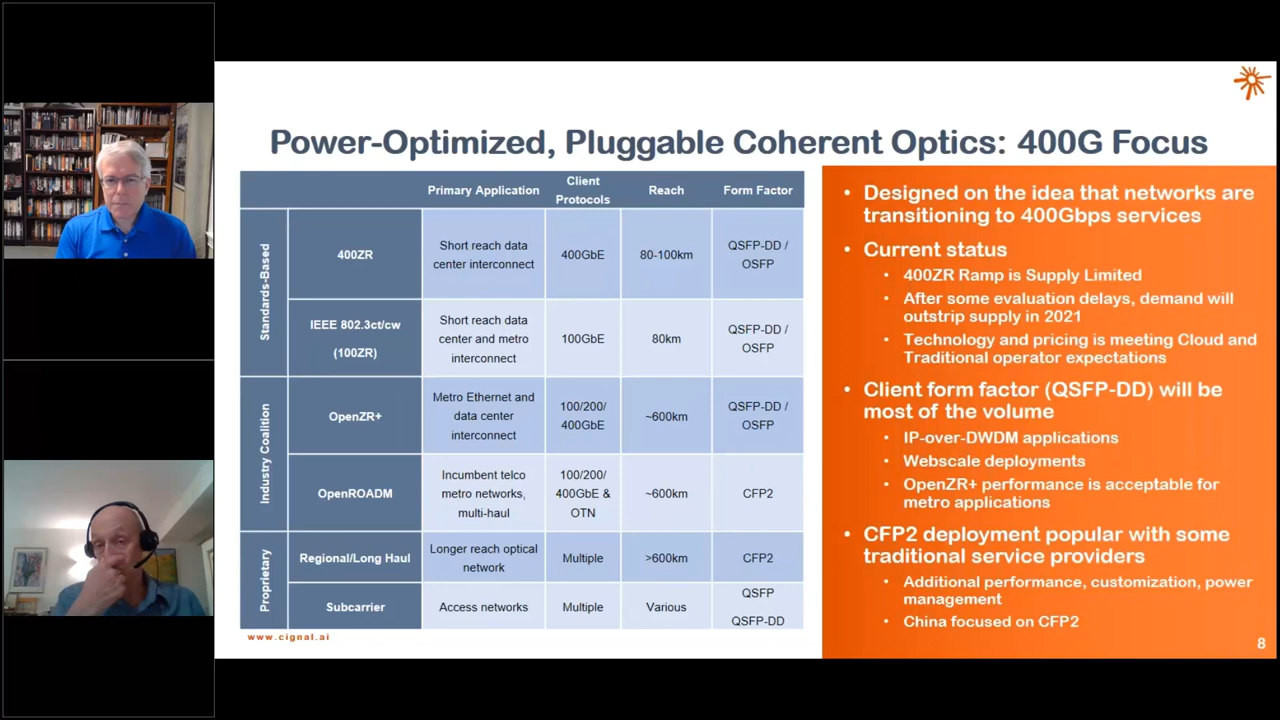 Power-Optimized, Pluggable Coherent Optics: 400G Focus
Primary Application
Client
Protocols
Reach
Form Factor
Standards-Based
400ZR
Short reach data
center interconnect
400GbE
80-100km
QSFP-DD /
OSFP
IEEE 802.3ct/cw
(100ZR)
Short reach data
center and metro
interconnect
100GbE
80km
QSFP-DD /
OSFP
Industry Coalition
OpenZR+
Metro Ethernet and
data center
interconnect
100/200/
400GbE
~600km
QSFP-DD /
OSFP
OpenROADM
Incumbent telco
metro networks,
multi-haul
100/200/
400GbE &
OTN
~600km
CFP2
Proprietary
Regional/Long Haul
Longer reach optical
network
Multiple
>600km
CFP2
Subcarrier
Access networks
Multiple
Various
QSFP
QSFP-DD
www.cignal.ai
• Designed on the idea that networks are
transitioning to 400Gbps services
• Current status
• 400ZR Ramp is Supply Limited
• After some evaluation delays, demand will
outstrip supply in 2021
• Technology and pricing is meeting Cloud and
Traditional operator expectations
• Client form factor (QSFP-DD) will be
most of the volume
• IP-over-DWDM applications
• Webscale deployments
• OpenZR+ performance is acceptable for
metro applications
• CFP2 deployment popular with some
traditional service providers
• Additional performance, customization, power
management
• China focused on CFP2
8